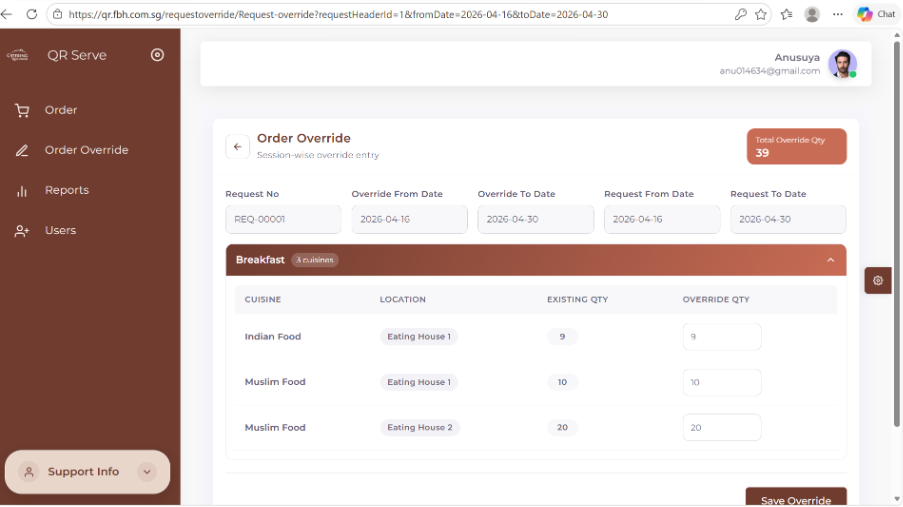 https://qr.fbh.com.sg/requestoverride/Request-override?requestHeaderId=1&fromDate=2026-04-16&toDate=2026-04-30
Chat
QR Serve
Anusuya
anu014634@gmail.com
Order
Order Override
Reports
Users
Support Info
Order Override
Session-wise override entry
Total Override Qty
39
Request No Override From Date Override To Date Request From Date Request To Date
REQ-00001 2026-04-16 2026-04-30 2026-04-16 2026-04-30
Breakfast 3 cuisines
CUISINE LOCATION EXISTING QTY OVERRIDE QTY
Indian Food Eating House 1 9 9
Muslim Food Eating House 1 10 10
Muslim Food Eating House 2 20 20
Save Override